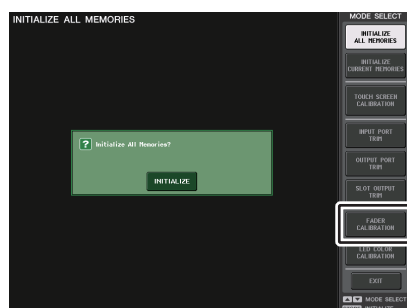 INITIALIZE ALL MEMORIES
? Initialize All Memories?
INITIALIZE
MODE SELECT
INITIALIZE
ALL MEMORIES
INITIALIZE
CURRENT MEMORIES
TOUCH SCREEN
CALIBRATION
INPUT PORT
TRIM
OUTPUT PORT
TRIM
SLOT OUTPUT
TRIM
FADER
CALIBRATION
LED COLOR
CALIBRATION
EXIT
MODE SELECT
INITIALIZE